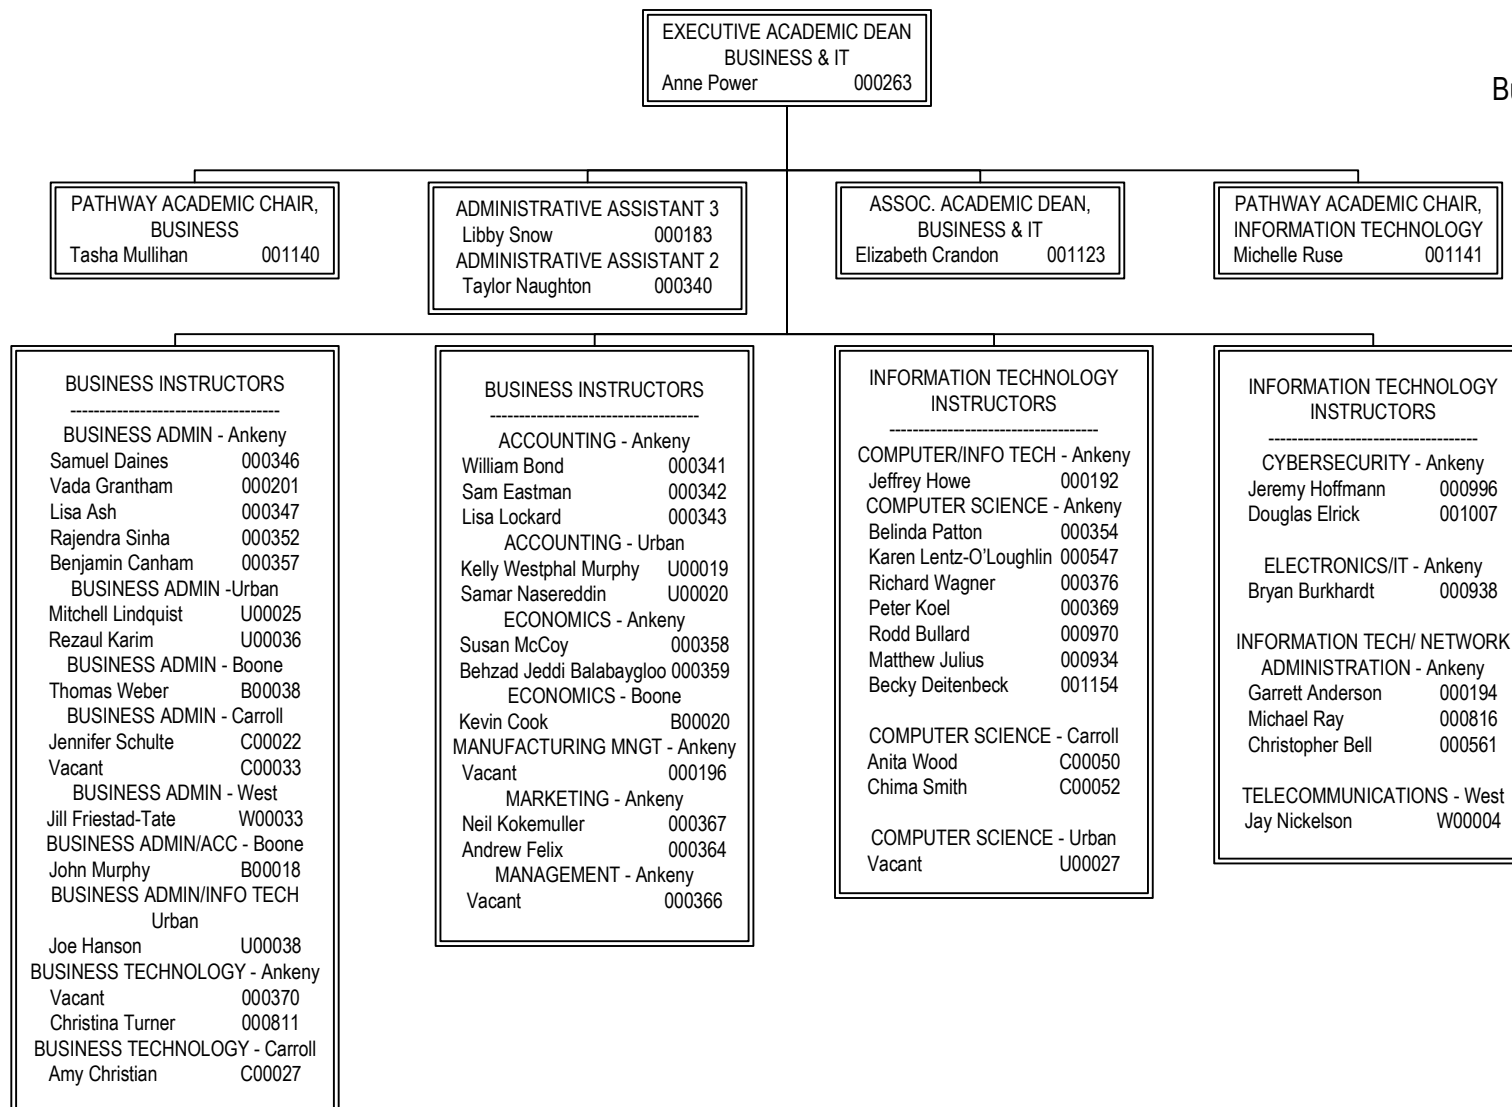 EXECUTIVE ACADEMIC DEAN
BUSINESS & IT
Anne Power 000263
PATHWAY ACADEMIC CHAIR,
BUSINESS
Tasha Mullihan 001140
ADMINISTRATIVE ASSISTANT 3
Libby Snow 000183
ADMINISTRATIVE ASSISTANT 2
Taylor Naughton 000340
ASSOC. ACADEMIC DEAN,
BUSINESS & IT
Elizabeth Crandon 001123
PATHWAY ACADEMIC CHAIR,
INFORMATION TECHNOLOGY
Michelle Ruse 001141
BUSINESS INSTRUCTORS
------------------------------------
BUSINESS ADMIN - Ankeny
Samuel Daines 000346
Vada Grantham 000201
Lisa Ash 000347
Rajendra Sinha 000352
Benjamin Canham 000357
BUSINESS ADMIN -Urban
Mitchell Lindquist U00025
Rezaul Karim U00036
BUSINESS ADMIN - Boone
Thomas Weber B00038
BUSINESS ADMIN - Carroll
Jennifer Schulte C00022
Vacant C00033
BUSINESS ADMIN - West
Jill Friestad-Tate W00033
BUSINESS ADMIN/ACC - Boone
John Murphy B00018
BUSINESS ADMIN/INFO TECH
Urban
Joe Hanson U00038
BUSINESS TECHNOLOGY - Ankeny
Vacant 000370
Christina Turner 000811
BUSINESS TECHNOLOGY - Carroll
Amy Christian C00027
BUSINESS INSTRUCTORS
------------------------------------
ACCOUNTING - Ankeny
William Bond 000341
Sam Eastman 000342
Lisa Lockard 000343
ACCOUNTING - Urban
Kelly Westphal Murphy U00019
Samar Nasereddin U00020
ECONOMICS - Ankeny
Susan McCoy 000358
Behzad Jeddi Balabaygloo 000359
ECONOMICS - Boone
Kevin Cook B00020
MANUFACTURING MNGT - Ankeny
Vacant 000196
MARKETING - Ankeny
Neil Kokemuller 000367
Andrew Felix 000364
MANAGEMENT - Ankeny
Vacant 000366
INFORMATION TECHNOLOGY
INSTRUCTORS
------------------------------------
COMPUTER/INFO TECH - Ankeny
Jeffrey Howe 000192
COMPUTER SCIENCE - Ankeny
Belinda Patton 000354
Karen Lentz-O'Loughlin 000547
Richard Wagner 000376
Peter Koel 000369
Rodd Bullard 000970
Matthew Julius 000934
Becky Deitenbeck 001154
COMPUTER SCIENCE - Carroll
Anita Wood C00050
Chima Smith C00052
COMPUTER SCIENCE - Urban
Vacant U00027
INFORMATION TECHNOLOGY
INSTRUCTORS
------------------------------------
CYBERSECURITY - Ankeny
Jeremy Hoffmann 000996
Douglas Elrick 001007
ELECTRONICS/IT - Ankeny
Bryan Burkhardt 000938
INFORMATION TECH/ NETWORK
ADMINISTRATION - Ankeny
Garrett Anderson 000194
Michael Ray 000816
Christopher Bell 000561
TELECOMMUNICATIONS - West
Jay Nickelson W00004